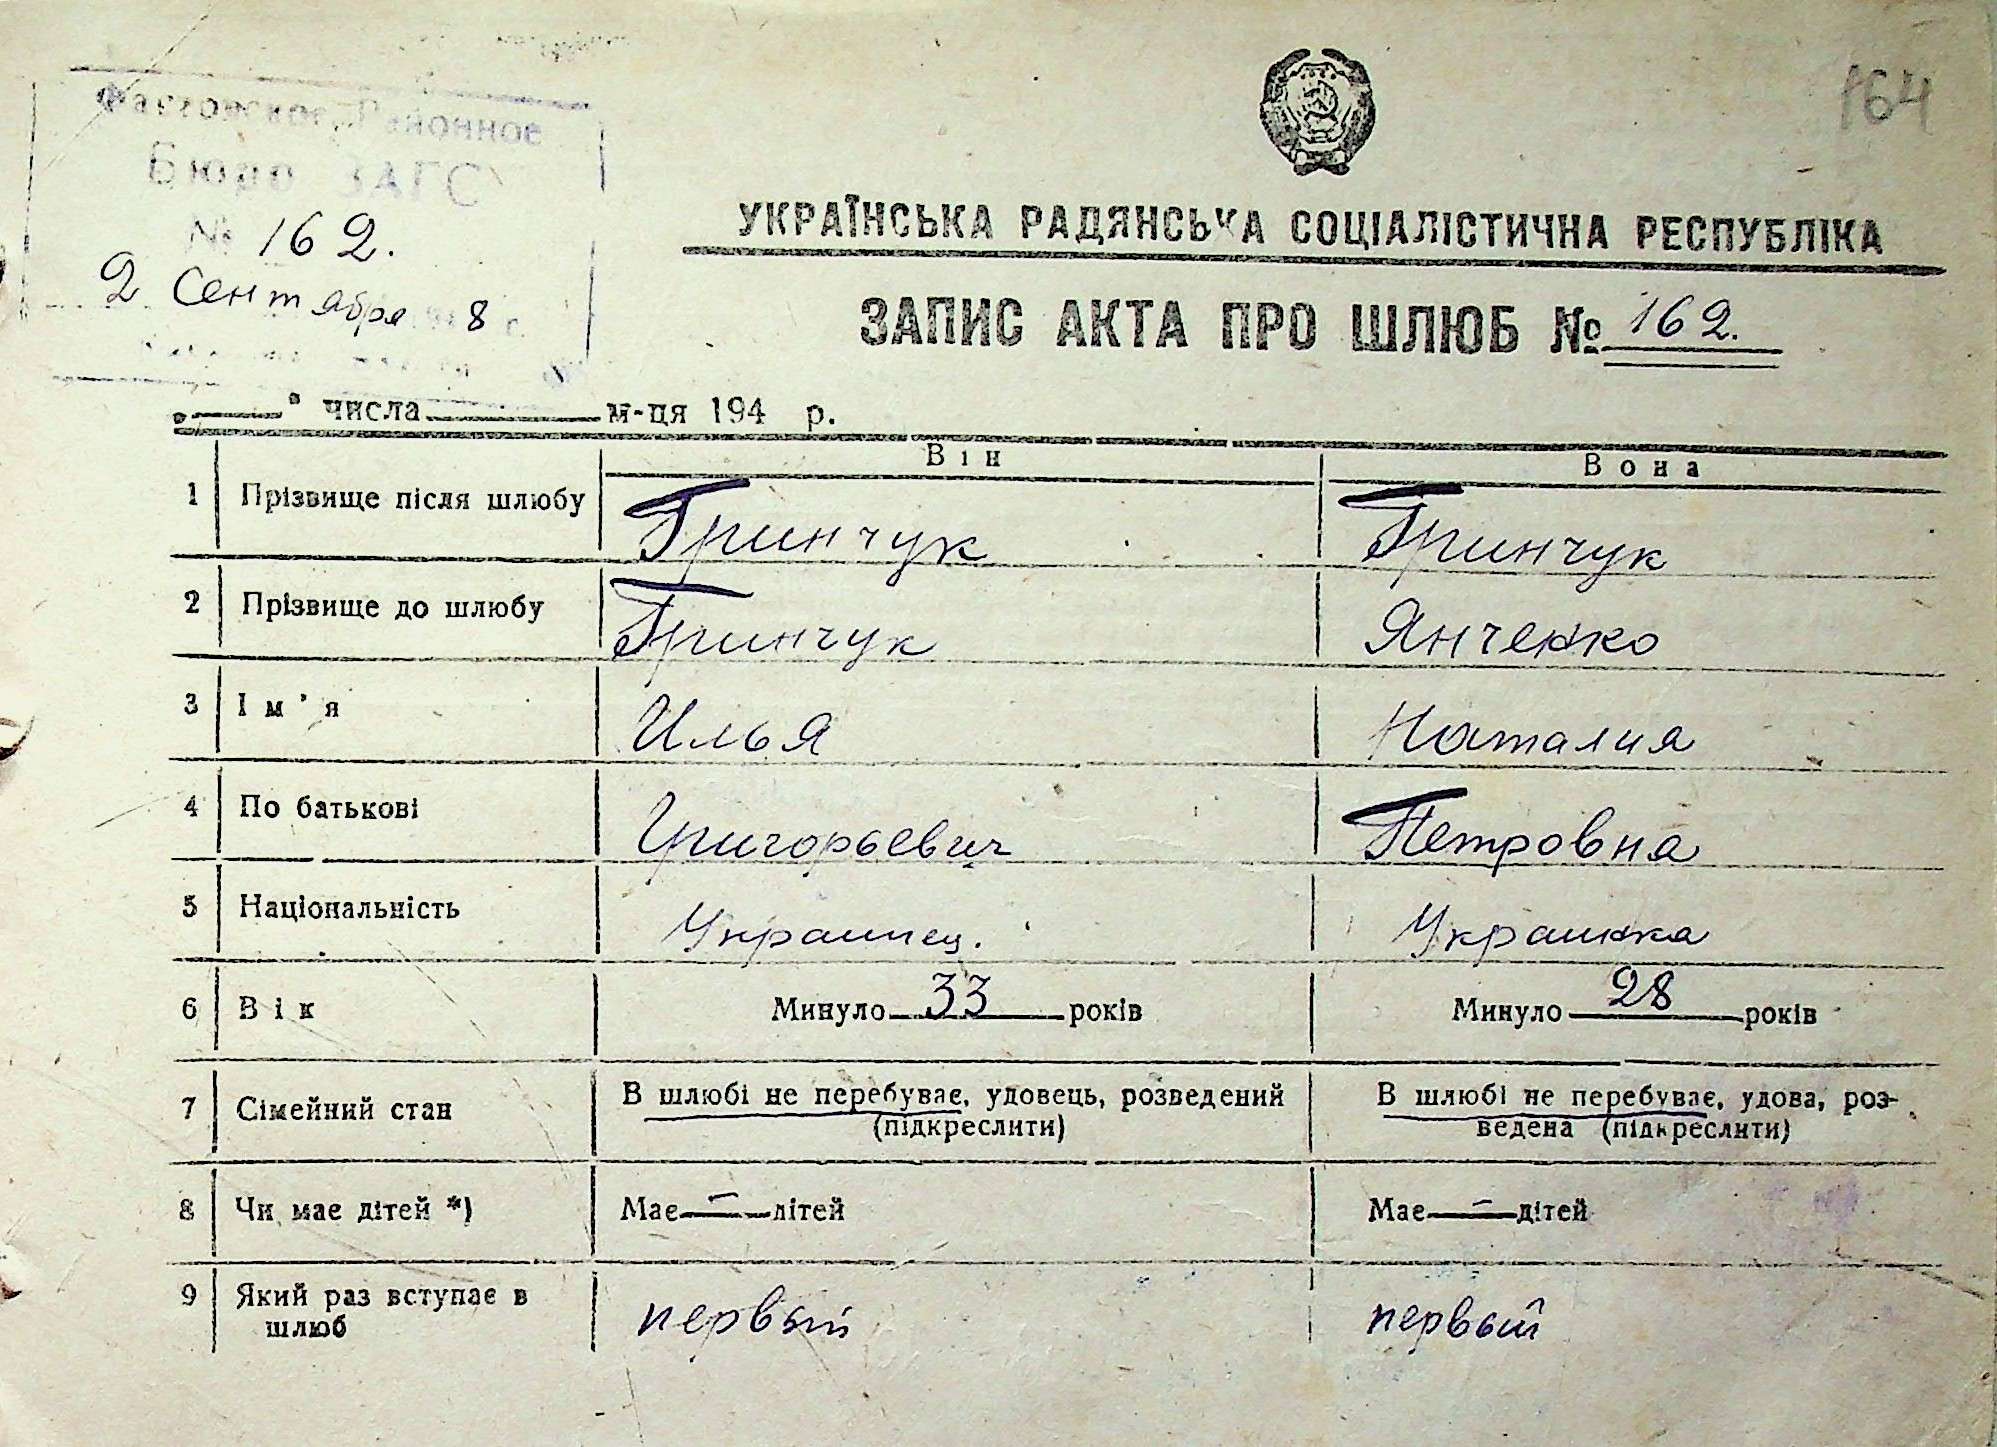 164
Фастовское Районное
Бюро ЗАГС
№ 162.
2 Сентября 8 г.
УКРАЇНСЬКА РАДЯНСЬКА СОЦІАЛІСТИЧНА РЕСПУБЛІКА
ЗАПИС АКТА ПРО ШЛЮБ № 162.
„ " числа м-ця 194 р.
Він Вона
1 Прізвище після шлюбу Гринчук Гринчук
2 Прізвище до шлюбу Гринчук Янченко
3 Ім'я Илья Наталия
4 По батькові Григорьевич Петровна
5 Національність Украинец. Украинка
6 Вік Минуло 33 років Минуло 28 років
7 Сімейний стан В шлюбі не перебуває, удовець, розведений В шлюбі не перебуває, удова, роз-
(підкреслити) ведена (підкреслити)
8 Чи має дітей *) Має — дітей Має — дітей
9 Який раз вступає в первый первый
шлюб